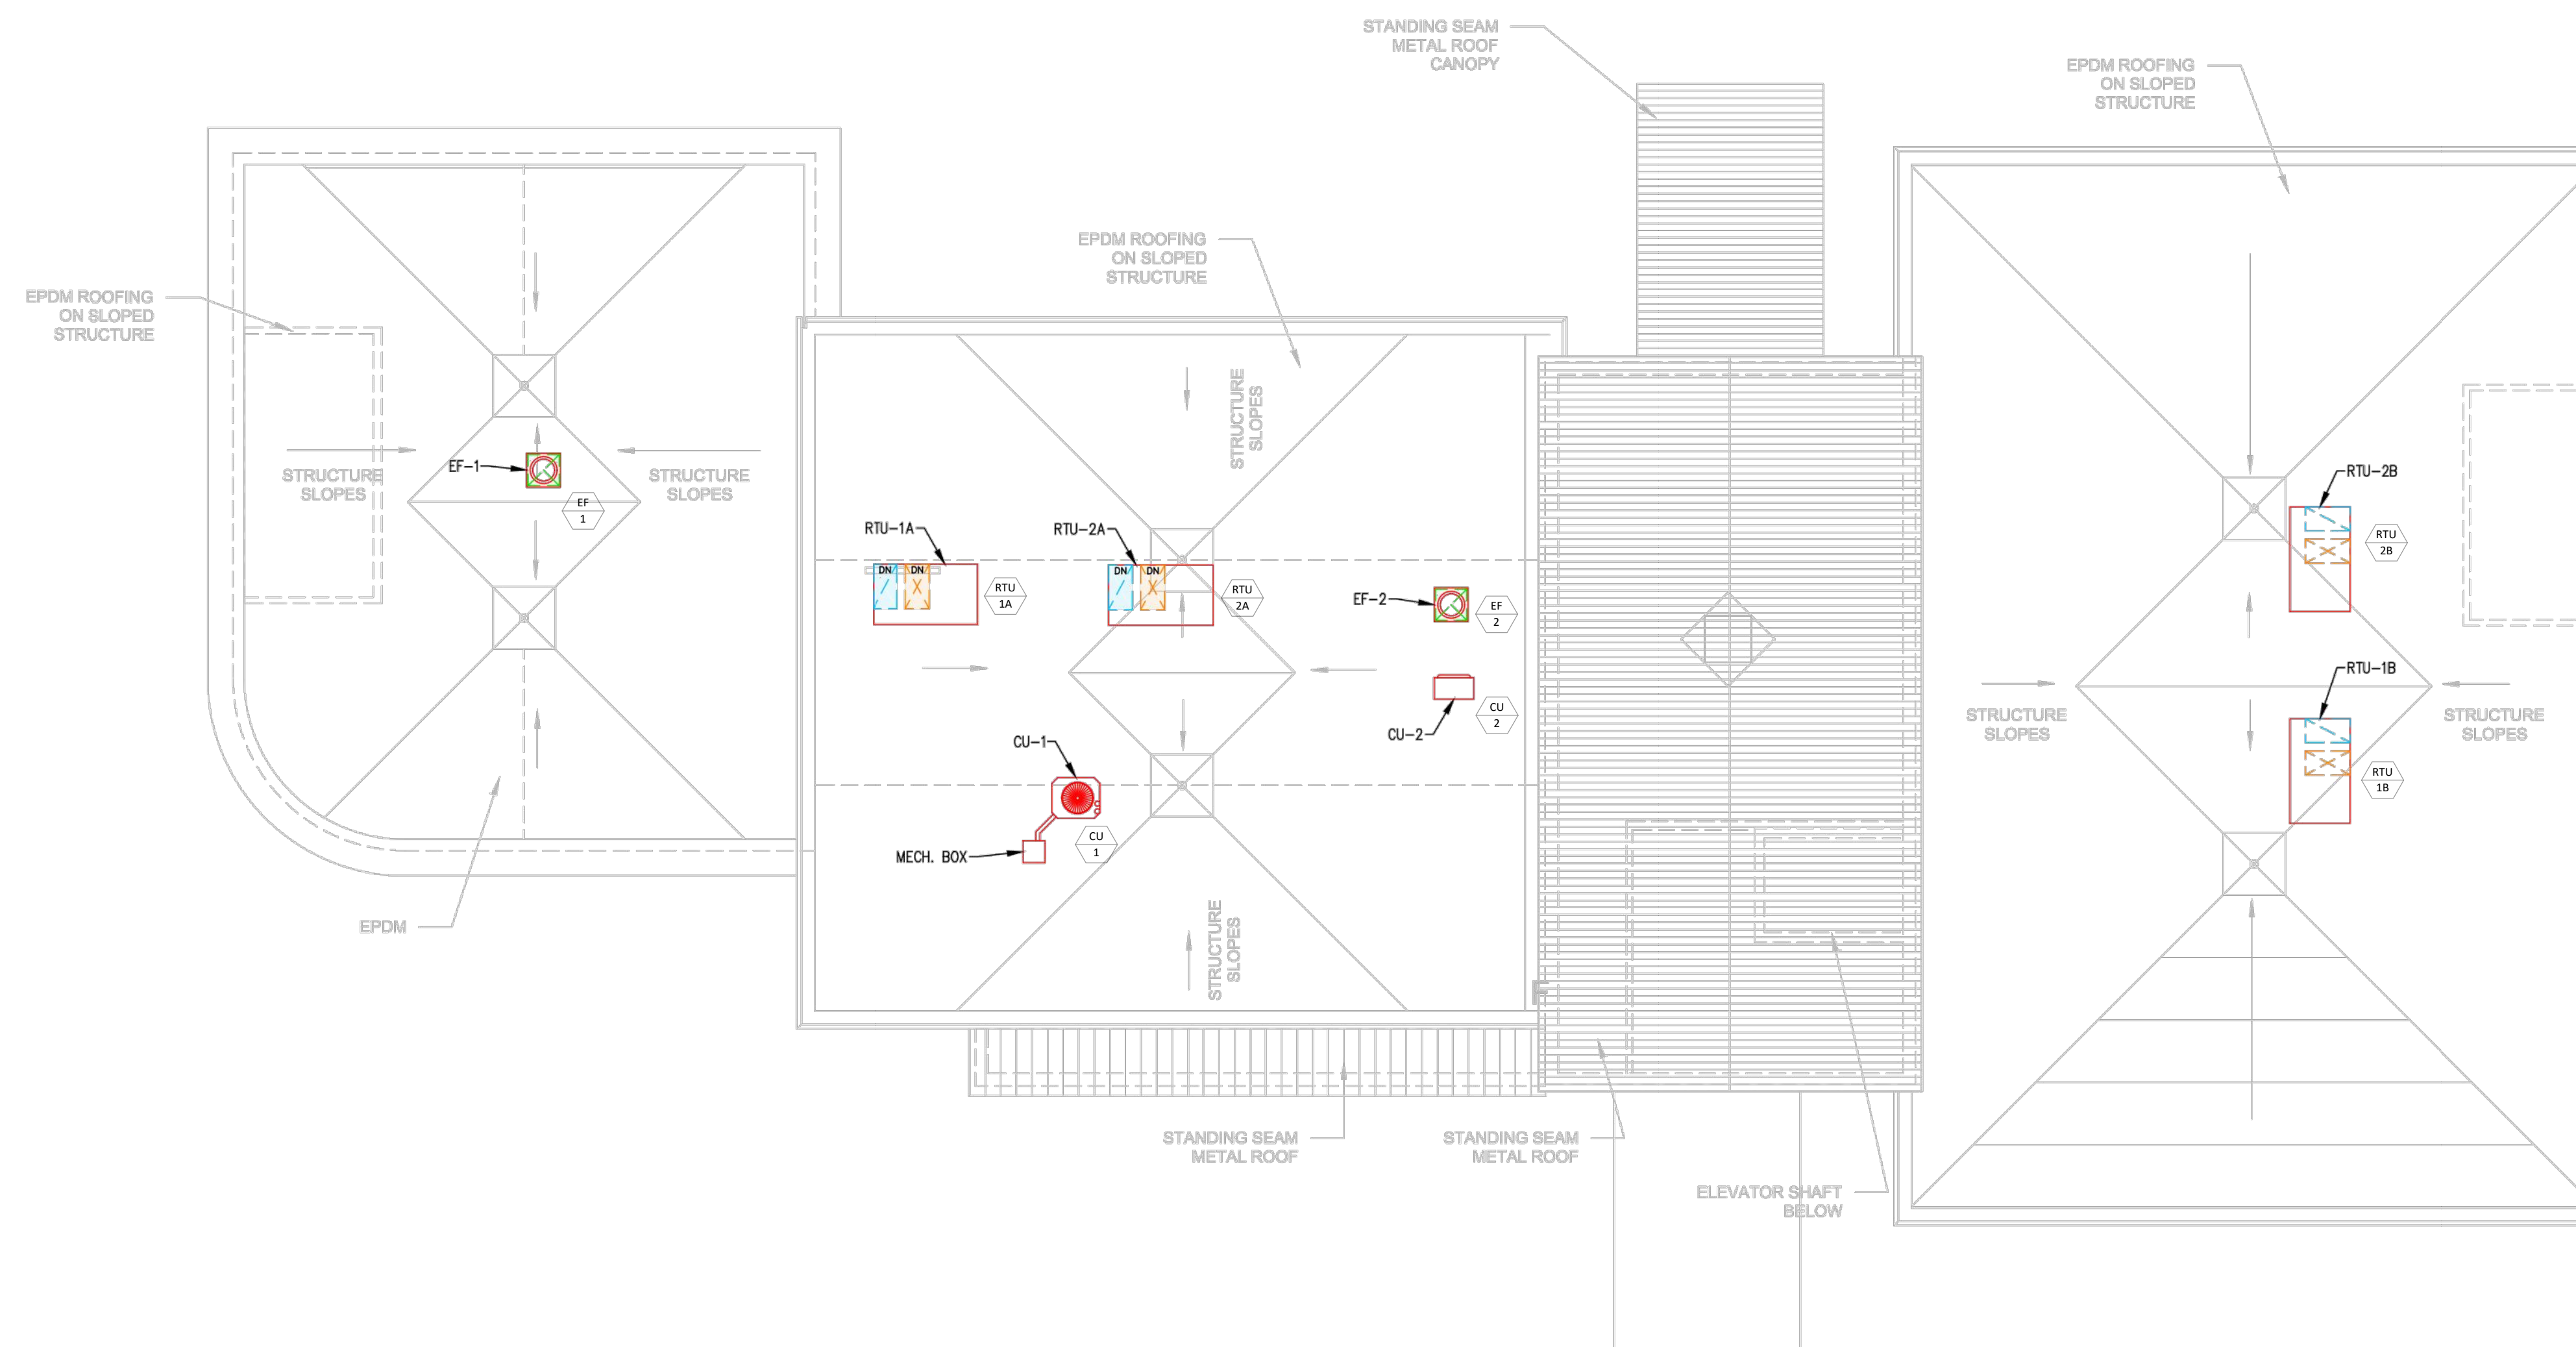 STANDING SEAM
METAL ROOF
CANOPY
EPDM ROOFING
ON SLOPED
STRUCTURE
EPDM ROOFING
ON SLOPED
STRUCTURE
EPDM ROOFING
ON SLOPED
STRUCTURE
STRUCTURE
SLOPES
EF-1
STRUCTURE
SLOPES
STRUCTURE
SLOPES
EF
1
RTU-1A
RTU-2A
DN
DN
DN
DN
RTU
1A
RTU
2A
EF-2
EF
2
CU-2
CU
2
CU-1
CU
1
MECH. BOX
RTU-2B
RTU
2B
RTU-1B
RTU
1B
STRUCTURE
SLOPES
STRUCTURE
SLOPES
STRUCTURE
SLOPES
EPDM
STANDING SEAM
METAL ROOF
STANDING SEAM
METAL ROOF
ELEVATOR SHAFT
BELOW